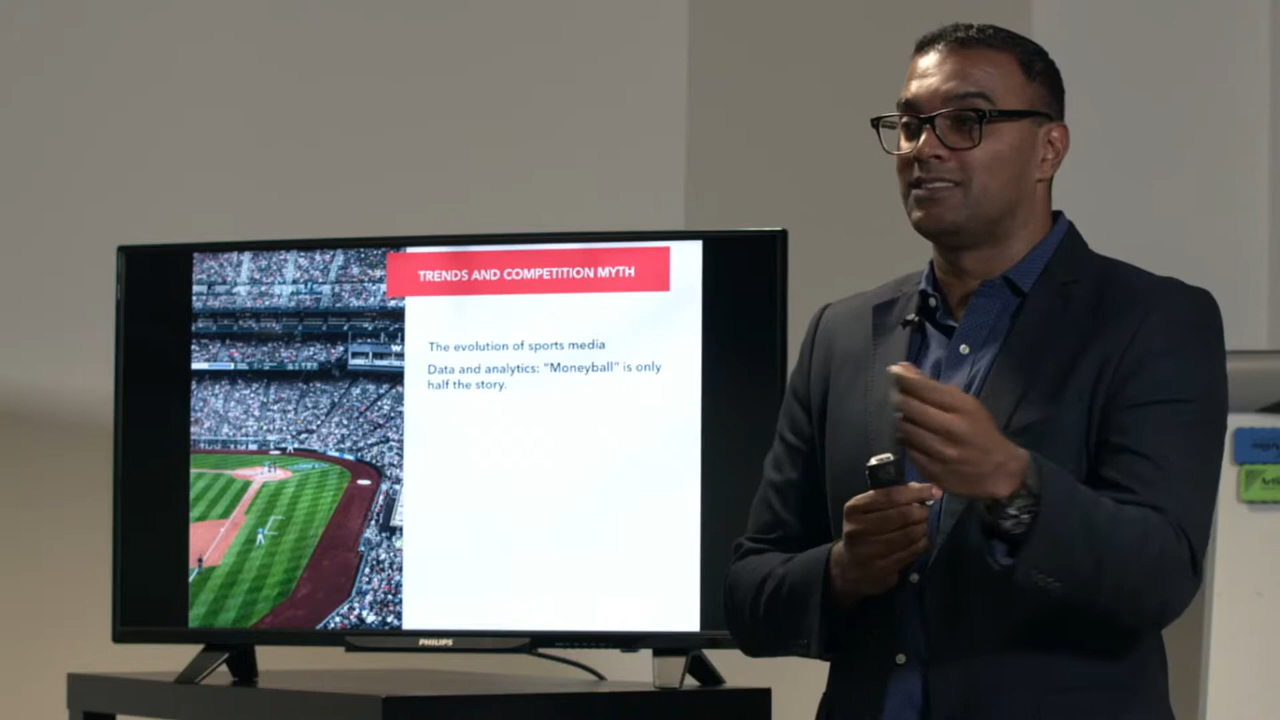 TRENDS AND COMPETITION MYTH
The evolution of sports media
Data and analytics: “Moneyball” is only
half the story.
PHILIPS